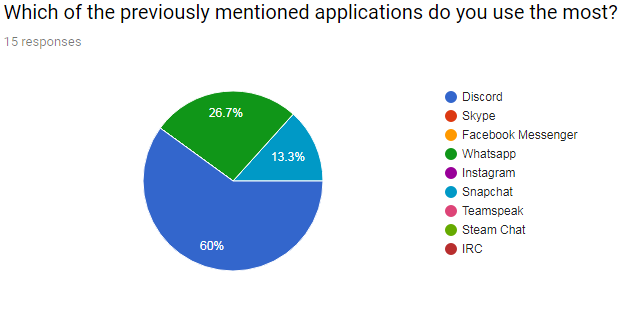 Which of the previously mentioned applications do you use the most?
15 responses
26.7%
13.3%
60%
Discord
Skype
Facebook Messenger
Whatsapp
Instagram
Snapchat
Teamspeak
Steam Chat
IRC